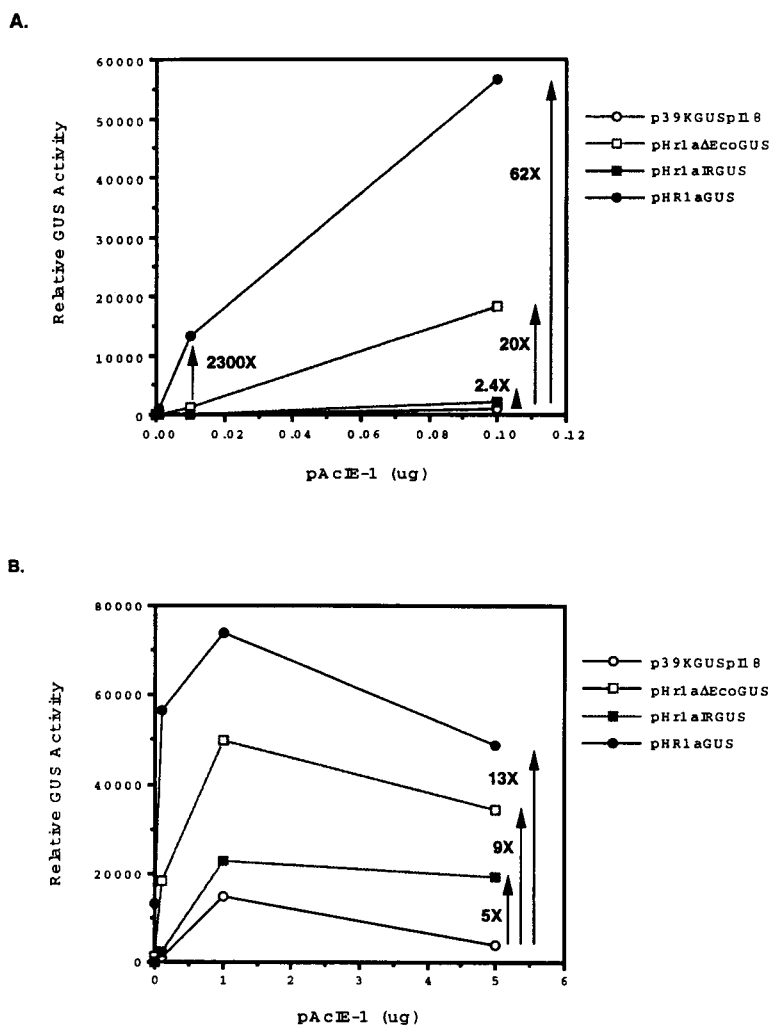 A.
60000
50000
40000
30000
20000
10000
0
Relative GUS Activity
0.00 0.02 0.04 0.06 0.08 0.10 0.12
pAcIE-1 (ug)
2300X
2.4X
20X
62X
p39KGUSpI18
pHr1aΔEcoGUS
pHr1aIRGUS
pHR1aGUS
B.
80000
60000
40000
20000
0
Relative GUS Activity
0 1 2 3 4 5 6
pAcIE-1 (ug)
5X
9X
13X
p39KGUSpI18
pHr1aΔEcoGUS
pHr1aIRGUS
pHR1aGUS